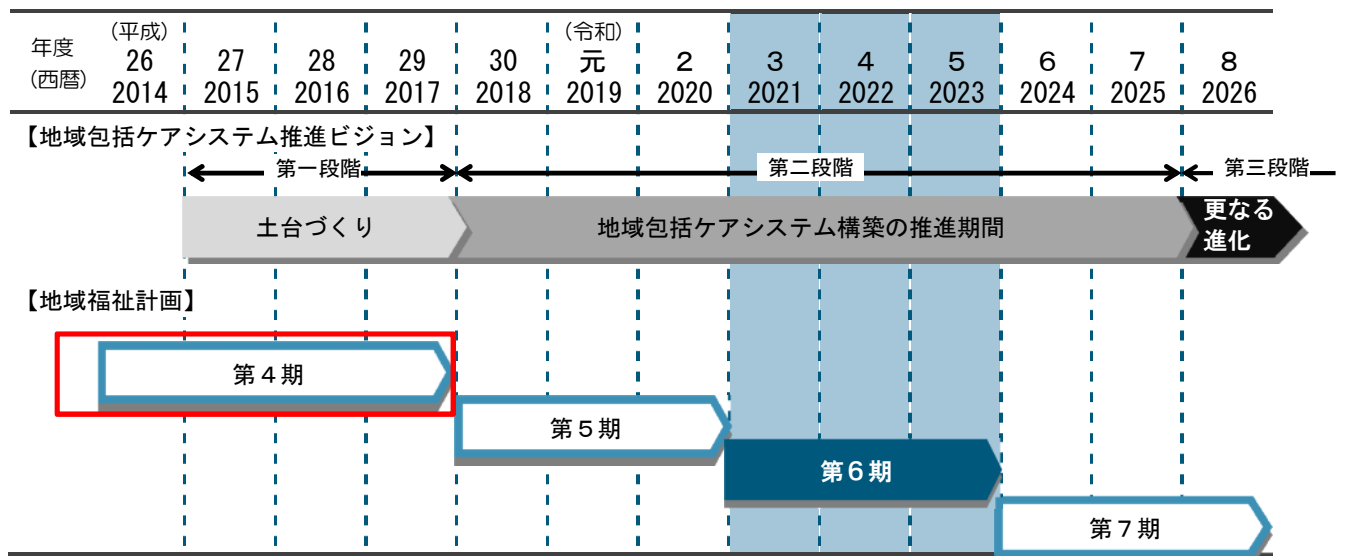 年度
(西暦)
(平成)
26
2014
27
2015
28
2016
29
2017
30
2018
(令和)
元
2019
2
2020
3
2021
4
2022
5
2023
6
2024
7
2025
8
2026
【地域包括ケアシステム推進ビジョン】
第一段階
第二段階
第三段階
土台づくり
地域包括ケアシステム構築の推進期間
更なる
進化
【地域福祉計画】
第４期
第５期
第６期
第７期